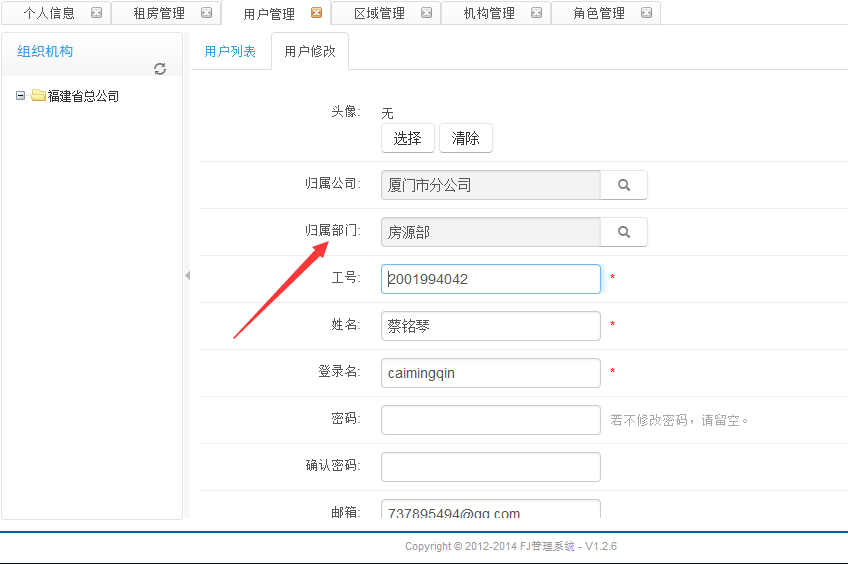 个人信息 租房管理 用户管理 区域管理 机构管理 角色管理
组织机构
福建省总公司
用户列表 用户修改
头像: 无
选择 清除
归属公司: 厦门市分公司
归属部门: 房源部
工号: 2001994042 *
姓名: 蔡铭琴 *
登录名: caimingqin *
密码: 若不修改密码，请留空。
确认密码:
邮箱: 737895494@qq.com
Copyright © 2012-2014 FJ管理系统 - V1.2.6